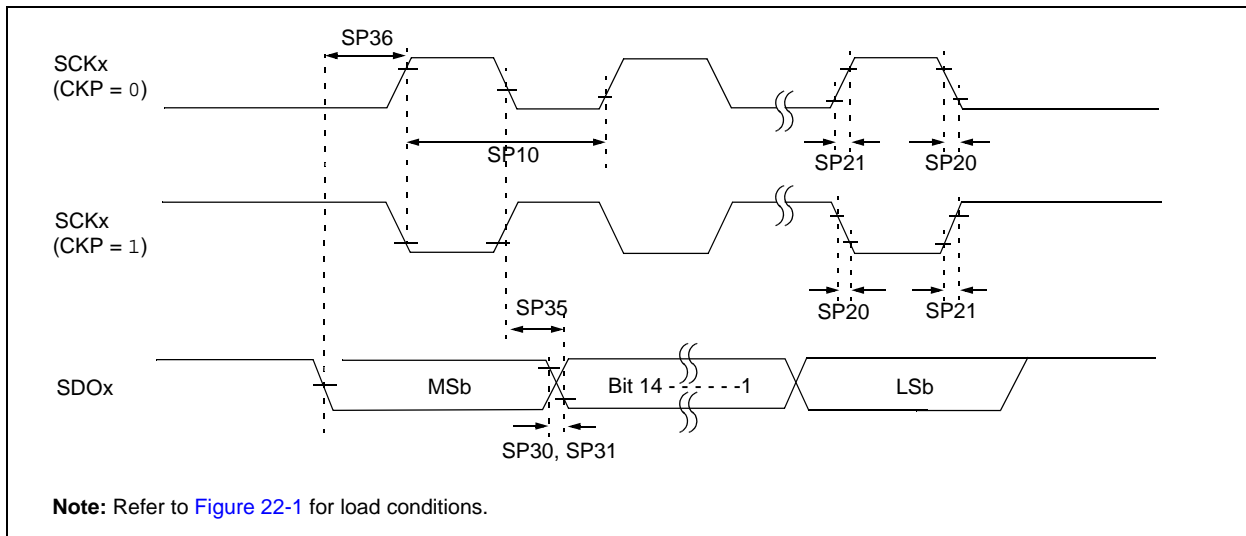 SP36
SCKx
(CKP = 0)
SP10
SP21
SP20
SCKx
(CKP = 1)
SP35
SP20
SP21
SDOx
MSb
Bit 14 - - - - - -1
LSb
SP30, SP31
Note: Refer to Figure 22-1 for load conditions.